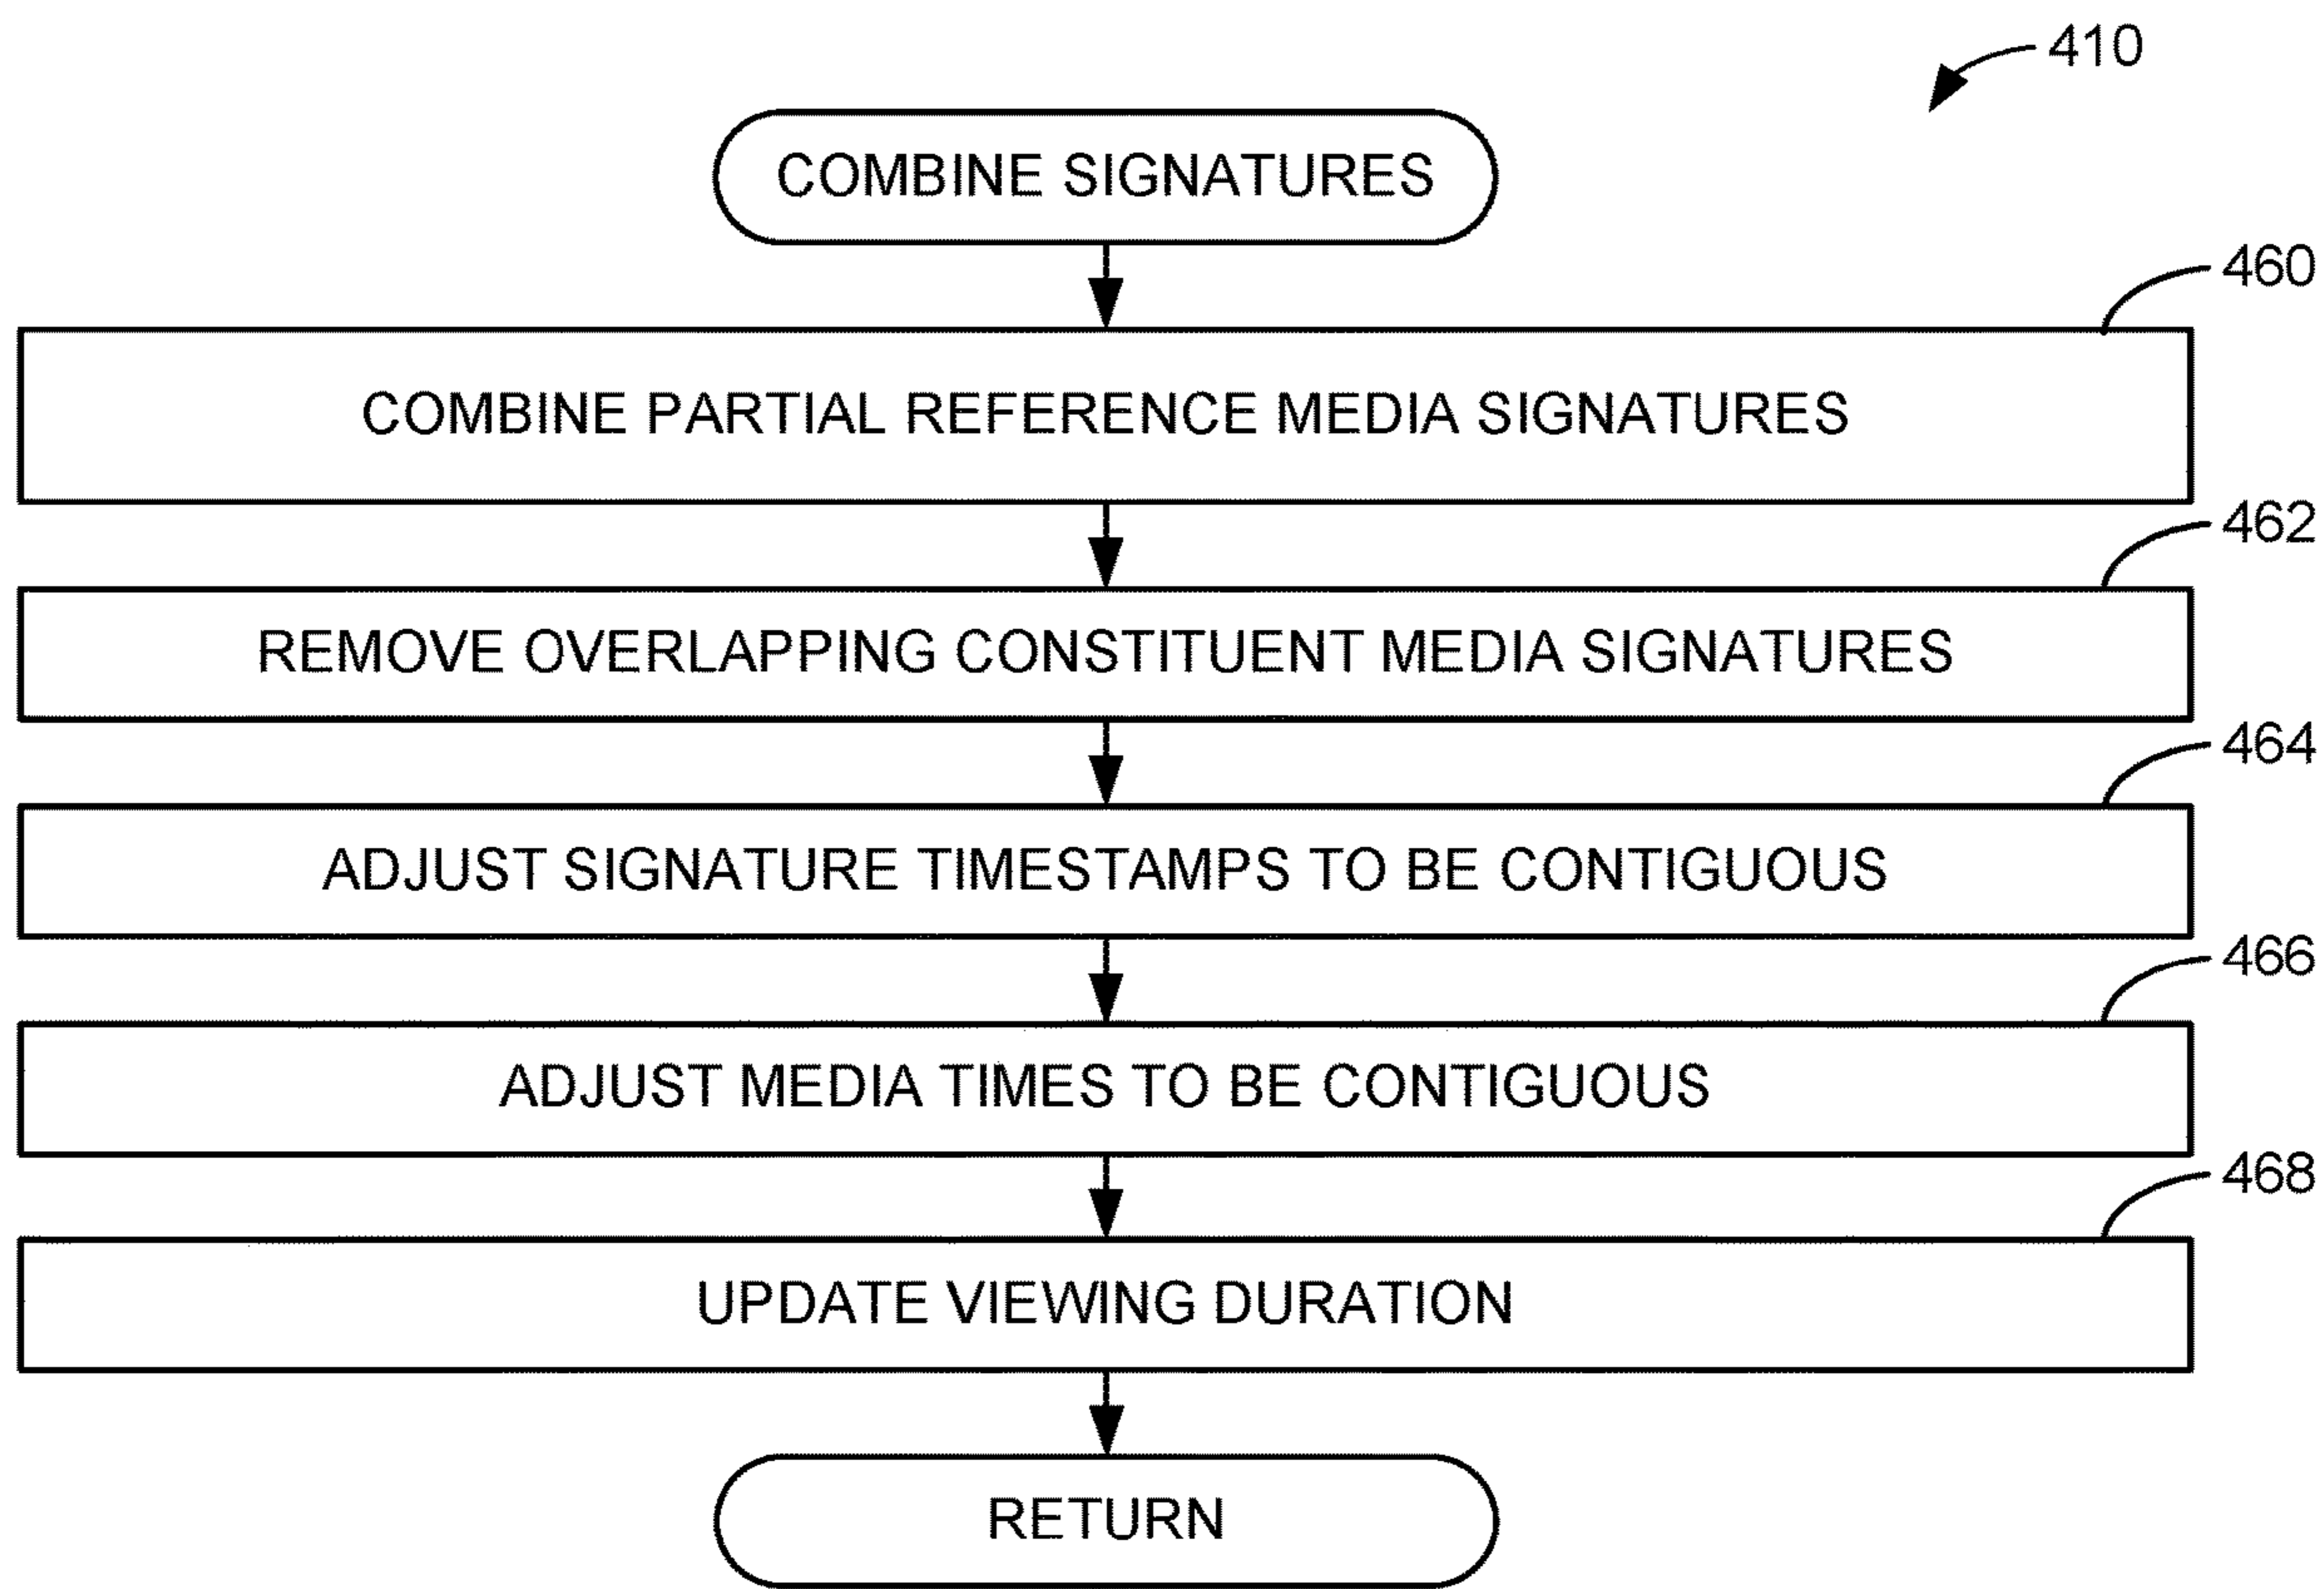 410
COMBINE SIGNATURES
460
COMBINE PARTIAL REFERENCE MEDIA SIGNATURES
462
REMOVE OVERLAPPING CONSTITUENT MEDIA SIGNATURES
464
ADJUST SIGNATURE TIMESTAMPS TO BE CONTIGUOUS
466
ADJUST MEDIA TIMES TO BE CONTIGUOUS
468
UPDATE VIEWING DURATION
RETURN